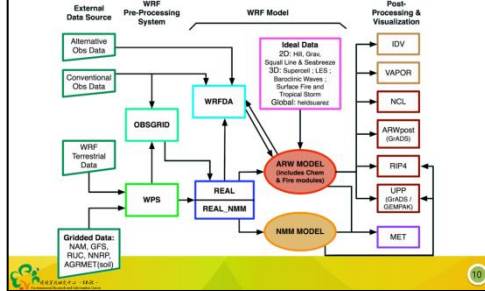 External
Data Source
WRF
Pre-Processing
System
WRF Model
Post-
Processing &
Visualization
Alternative
Obs Data
Conventional
Obs Data
WRF
Terrestrial
Data
Gridded Data:
NAM, GFS,
RUC, NNRP,
AGRMET(soil)
OBSGRID
WPS
WRFDA
REAL
REAL_NMM
Ideal Data
2D: Hill, Grav,
Squall Line & Seabreeze
3D: Supercell ; LES ;
Baroclinic Waves ;
Surface Fire and
Tropical Storm
Global: heldsuarez
ARW MODEL
(includes Chem
& Fire modules)
NMM MODEL
IDV
VAPOR
NCL
ARWpost
(GrADS)
RIP4
UPP
(GrADS /
GEMPAK)
MET
10